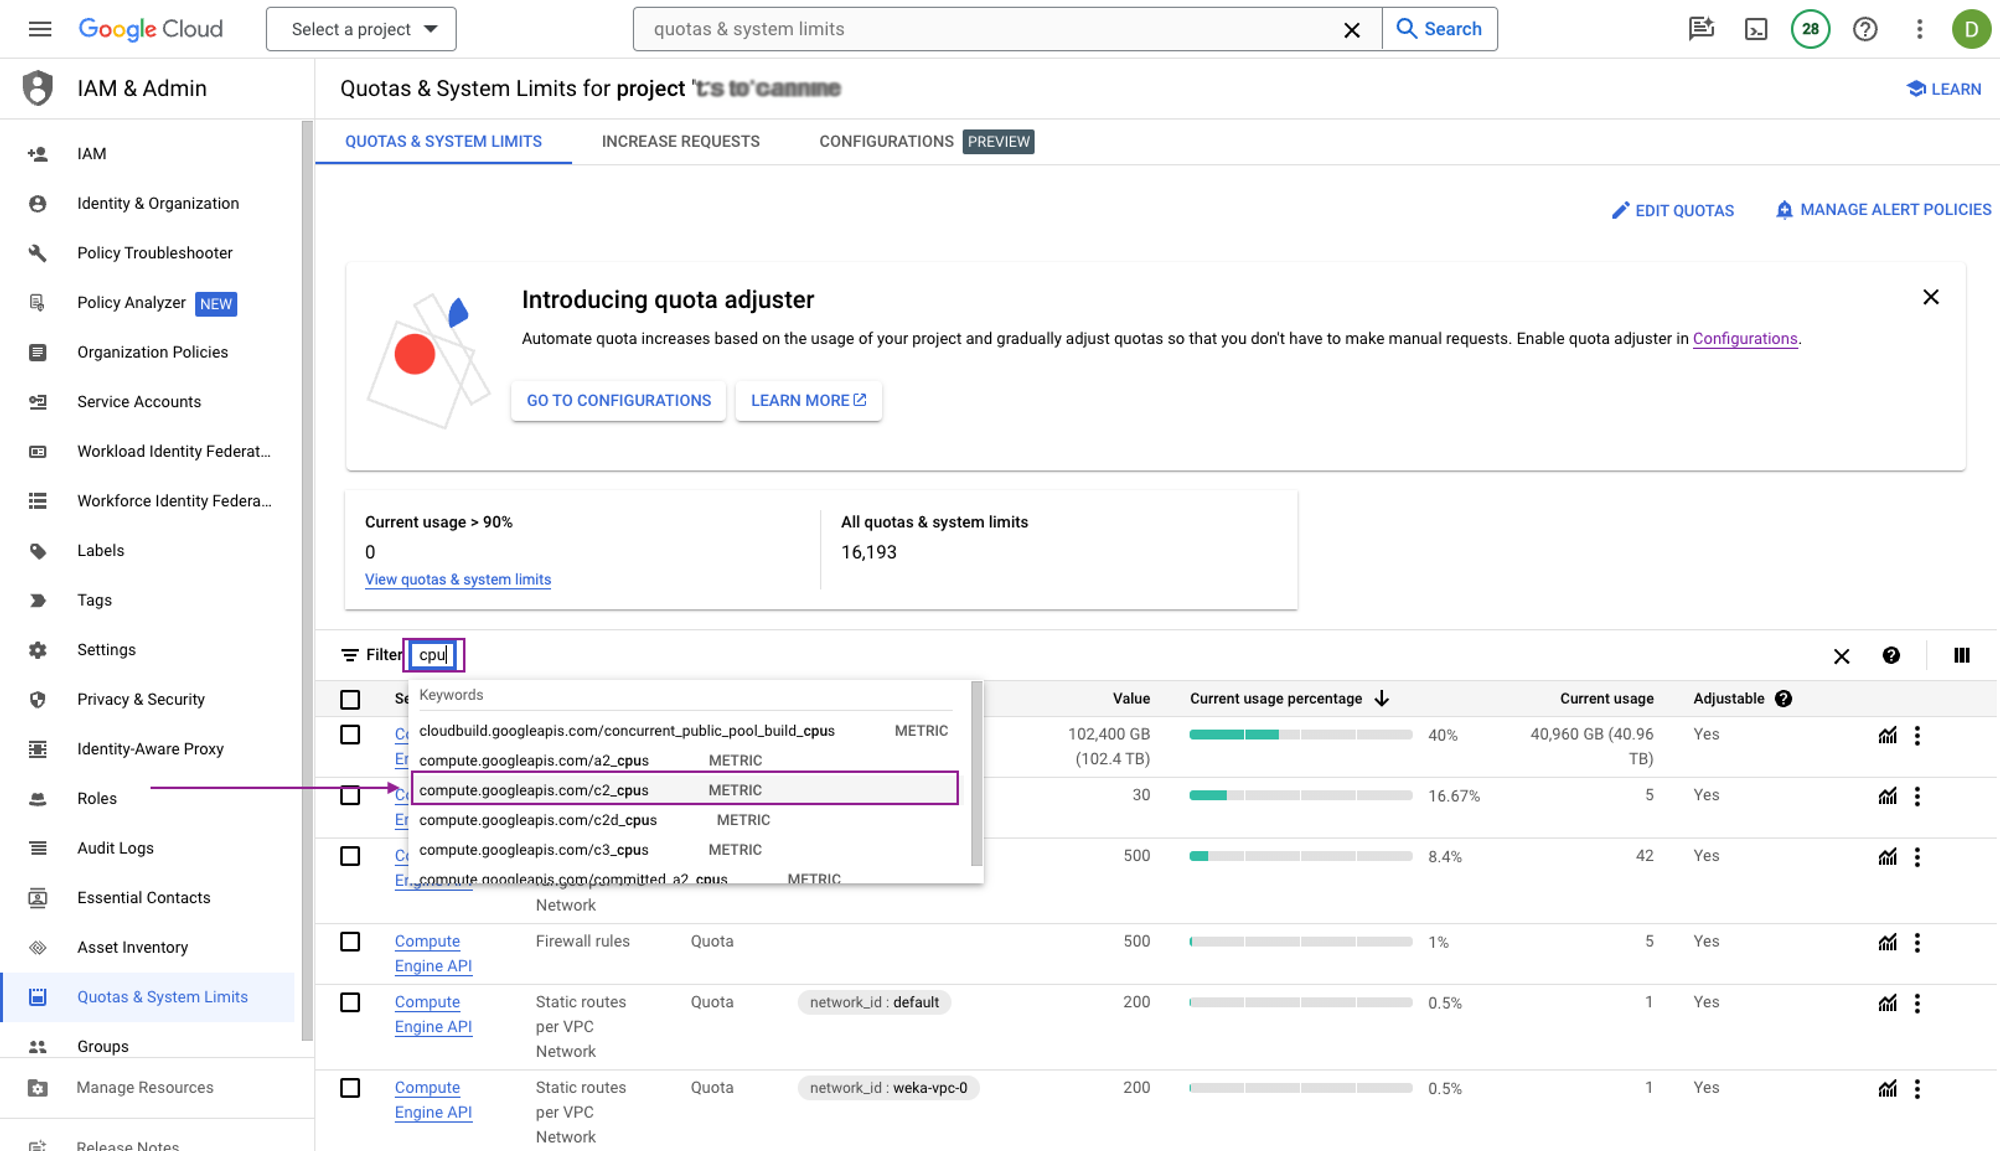 Google Cloud
Select a project
quotas & system limits
Search
28
D
IAM & Admin
Quotas & System Limits for project
LEARN
IAM
Identity & Organization
Policy Troubleshooter
Policy Analyzer NEW
Organization Policies
Service Accounts
Workload Identity Federat...
Workforce Identity Federa...
Labels
Tags
Settings
Privacy & Security
Identity-Aware Proxy
Roles
Audit Logs
Essential Contacts
Asset Inventory
Quotas & System Limits
Groups
Manage Resources
Release Notes
QUOTAS & SYSTEM LIMITS INCREASE REQUESTS CONFIGURATIONS PREVIEW
EDIT QUOTAS MANAGE ALERT POLICIES
Introducing quota adjuster
Automate quota increases based on the usage of your project and gradually adjust quotas so that you don't have to make manual requests. Enable quota adjuster in Configurations.
GO TO CONFIGURATIONS LEARN MORE
Current usage > 90%
0
View quotas & system limits
All quotas & system limits
16,193
Filter cpu
Keywords
cloudbuild.googleapis.com/concurrent_public_pool_build_cpus METRIC
compute.googleapis.com/a2_cpus METRIC
compute.googleapis.com/c2_cpus METRIC
compute.googleapis.com/c2d_cpus METRIC
compute.googleapis.com/c3_cpus METRIC
compute.googleapis.com/committed_a2_cpus METRIC
Value Current usage percentage Current usage Adjustable
102,400 GB (102.4 TB) 40% 40,960 GB (40.96 TB) Yes
30 16.67% 5 Yes
500 8.4% 42 Yes
Network
Compute Engine API Firewall rules Quota 500 1% 5 Yes
Compute Engine API Static routes per VPC Network Quota network_id : default 200 0.5% 1 Yes
Compute Engine API Static routes per VPC Network Quota network_id : weka-vpc-0 200 0.5% 1 Yes